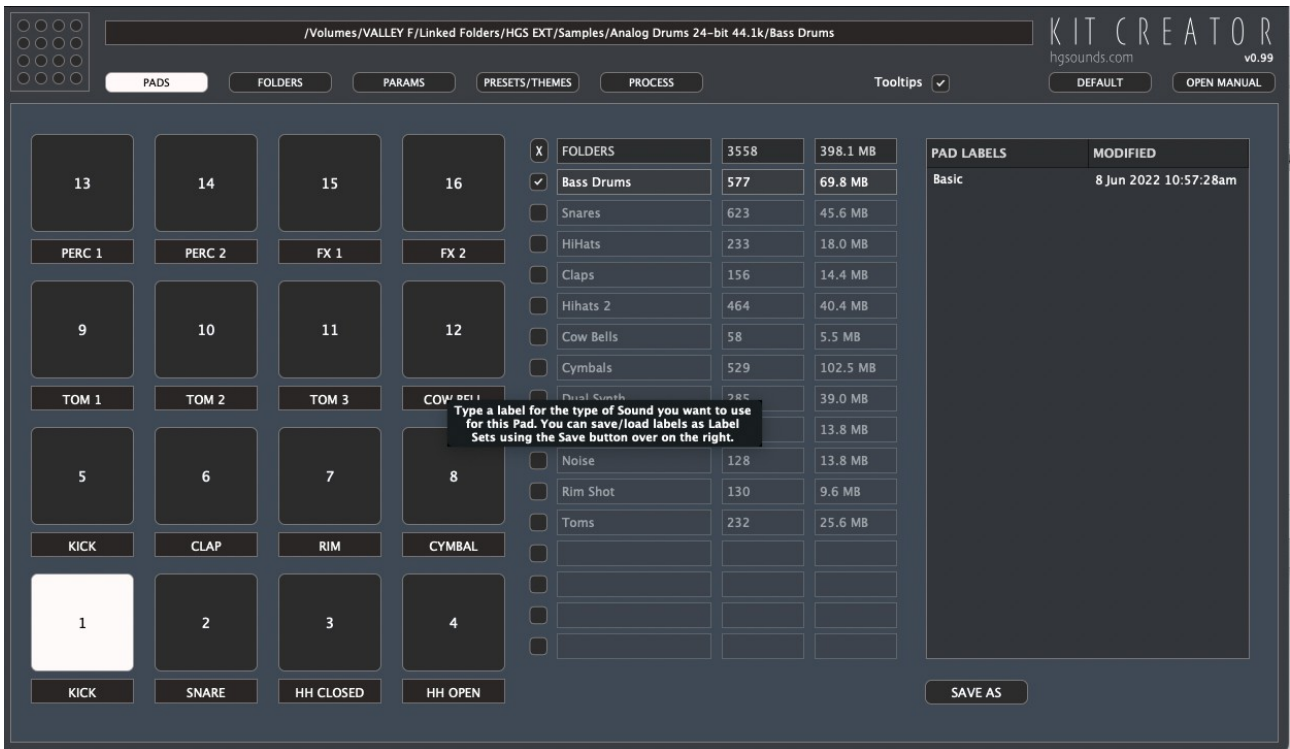 /Volumes/VALLEY F/Linked Folders/HGS EXT/Samples/Analog Drums 24-bit 44.1k/Bass Drums
KIT CREATOR
hgsounds.com
v0.99
PADS FOLDERS PARAMS PRESETS/THEMES PROCESS Tooltips DEFAULT OPEN MANUAL
13 14 15 16
PERC 1 PERC 2 FX 1 FX 2
9 10 11 12
TOM 1 TOM 2 TOM 3 COW BELL
5 6 7 8
KICK CLAP RIM CYMBAL
1 2 3 4
KICK SNARE HH CLOSED HH OPEN
X FOLDERS 3558 398.1 MB
Bass Drums 577 69.8 MB
Snares 623 45.6 MB
HiHats 233 18.0 MB
Claps 156 14.4 MB
Hihats 2 464 40.4 MB
Cow Bells 58 5.5 MB
Cymbals 529 102.5 MB
Dual Synth 285 39.0 MB
Type a label for the type of Sound you want to use
for this Pad. You can save/load labels as Label
Sets using the Save button over on the right.
13.8 MB
Noise 128 13.8 MB
Rim Shot 130 9.6 MB
Toms 232 25.6 MB
PAD LABELS MODIFIED
Basic 8 Jun 2022 10:57:28am
SAVE AS